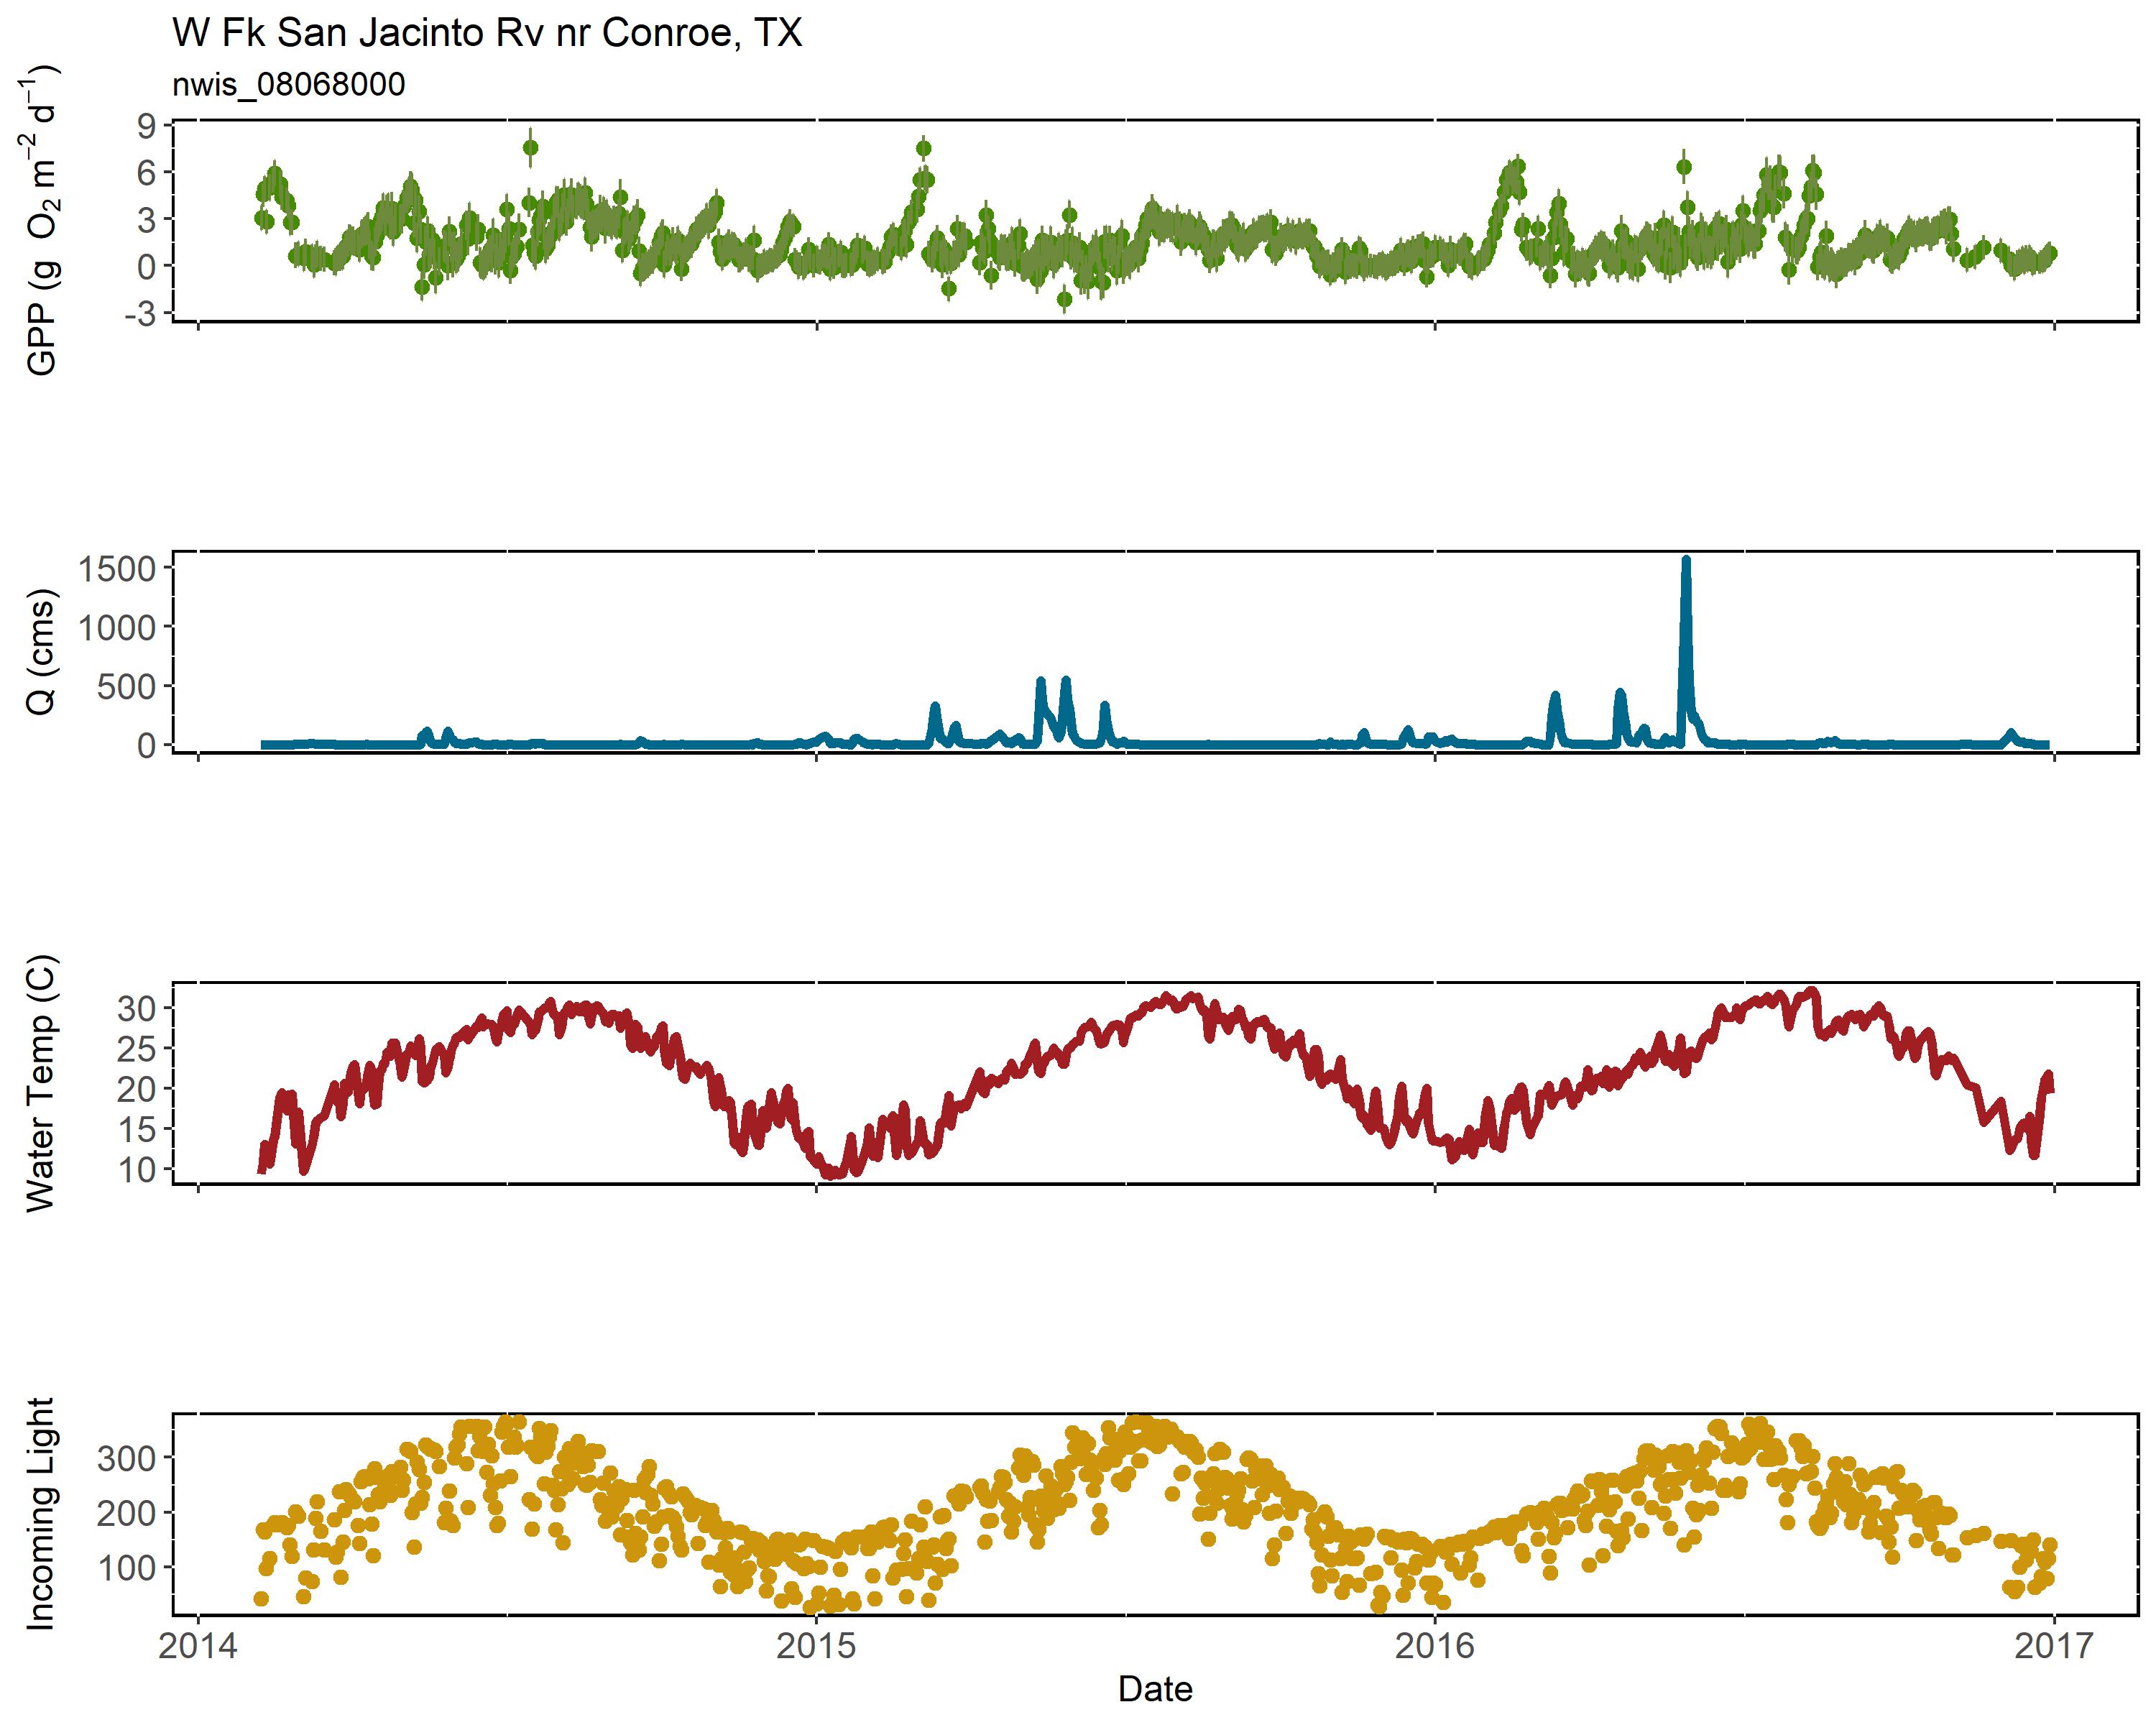 W Fk San Jacinto Rv nr Conroe, TX
nwis_08068000
GPP (g O₂ m⁻² d⁻¹)
9
6
3
0
-3
Q (cms)
1500
1000
500
0
Water Temp (C)
30
25
20
15
10
Incoming Light
300
200
100
2014 2015 2016 2017
Date